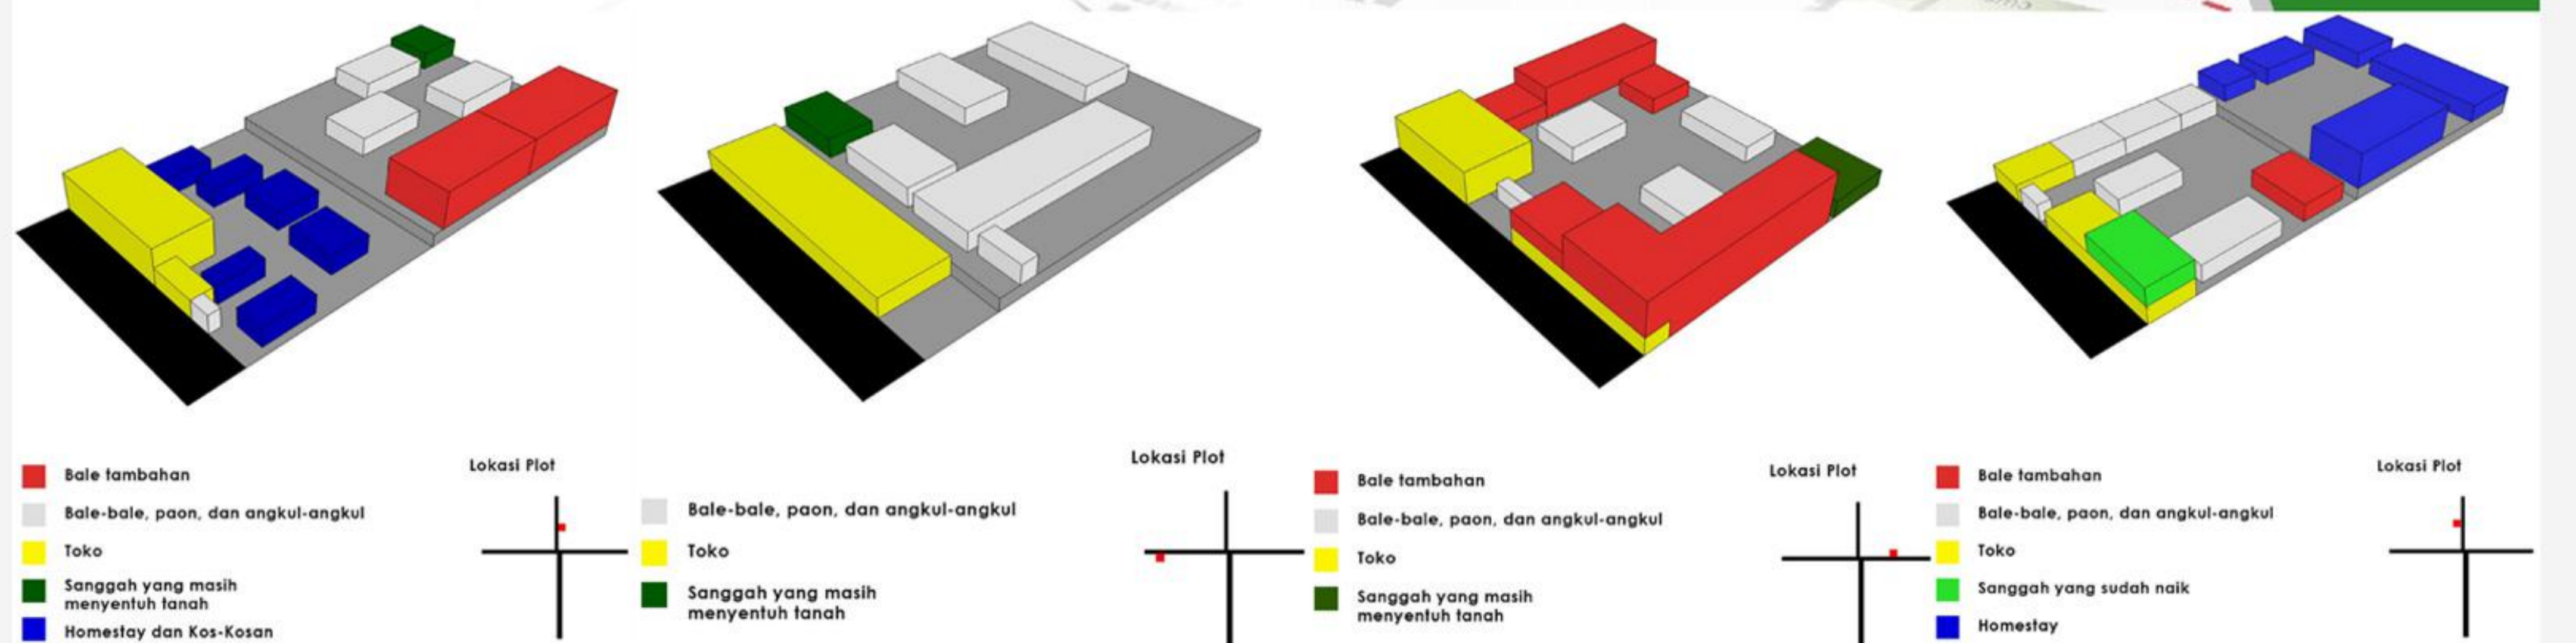 Bale tambahan
Bale-bale, paon, dan angkul-angkul
Toko
Sanggah yang masih
menyentuh tanah
Homestay dan Kos-Kosan
Lokasi Plot
Bale-bale, paon, dan angkul-angkul
Toko
Sanggah yang masih
menyentuh tanah
Lokasi Plot
Bale tambahan
Bale-bale, paon, dan angkul-angkul
Toko
Sanggah yang masih
menyentuh tanah
Lokasi Plot
Bale tambahan
Bale-bale, paon, dan angkul-angkul
Toko
Sanggah yang sudah naik
Homestay
Lokasi Plot